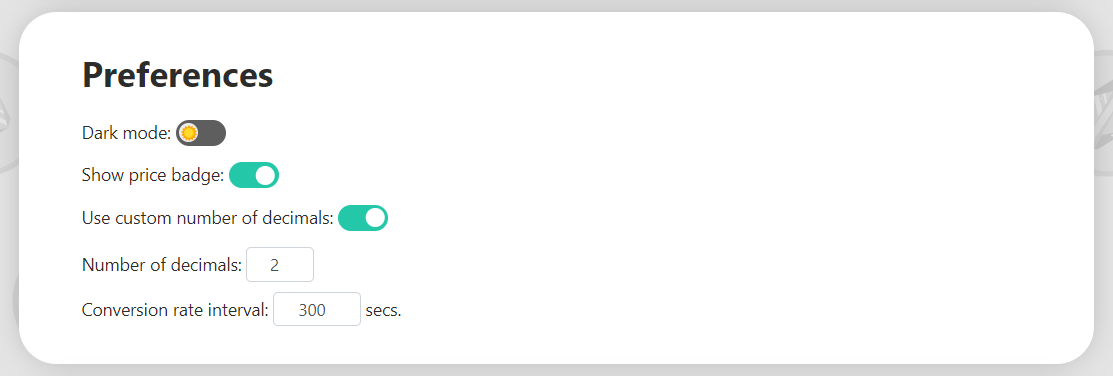 Preferences
Dark mode:
Show price badge:
Use custom number of decimals:
Number of decimals: 2
Conversion rate interval: 300 secs.